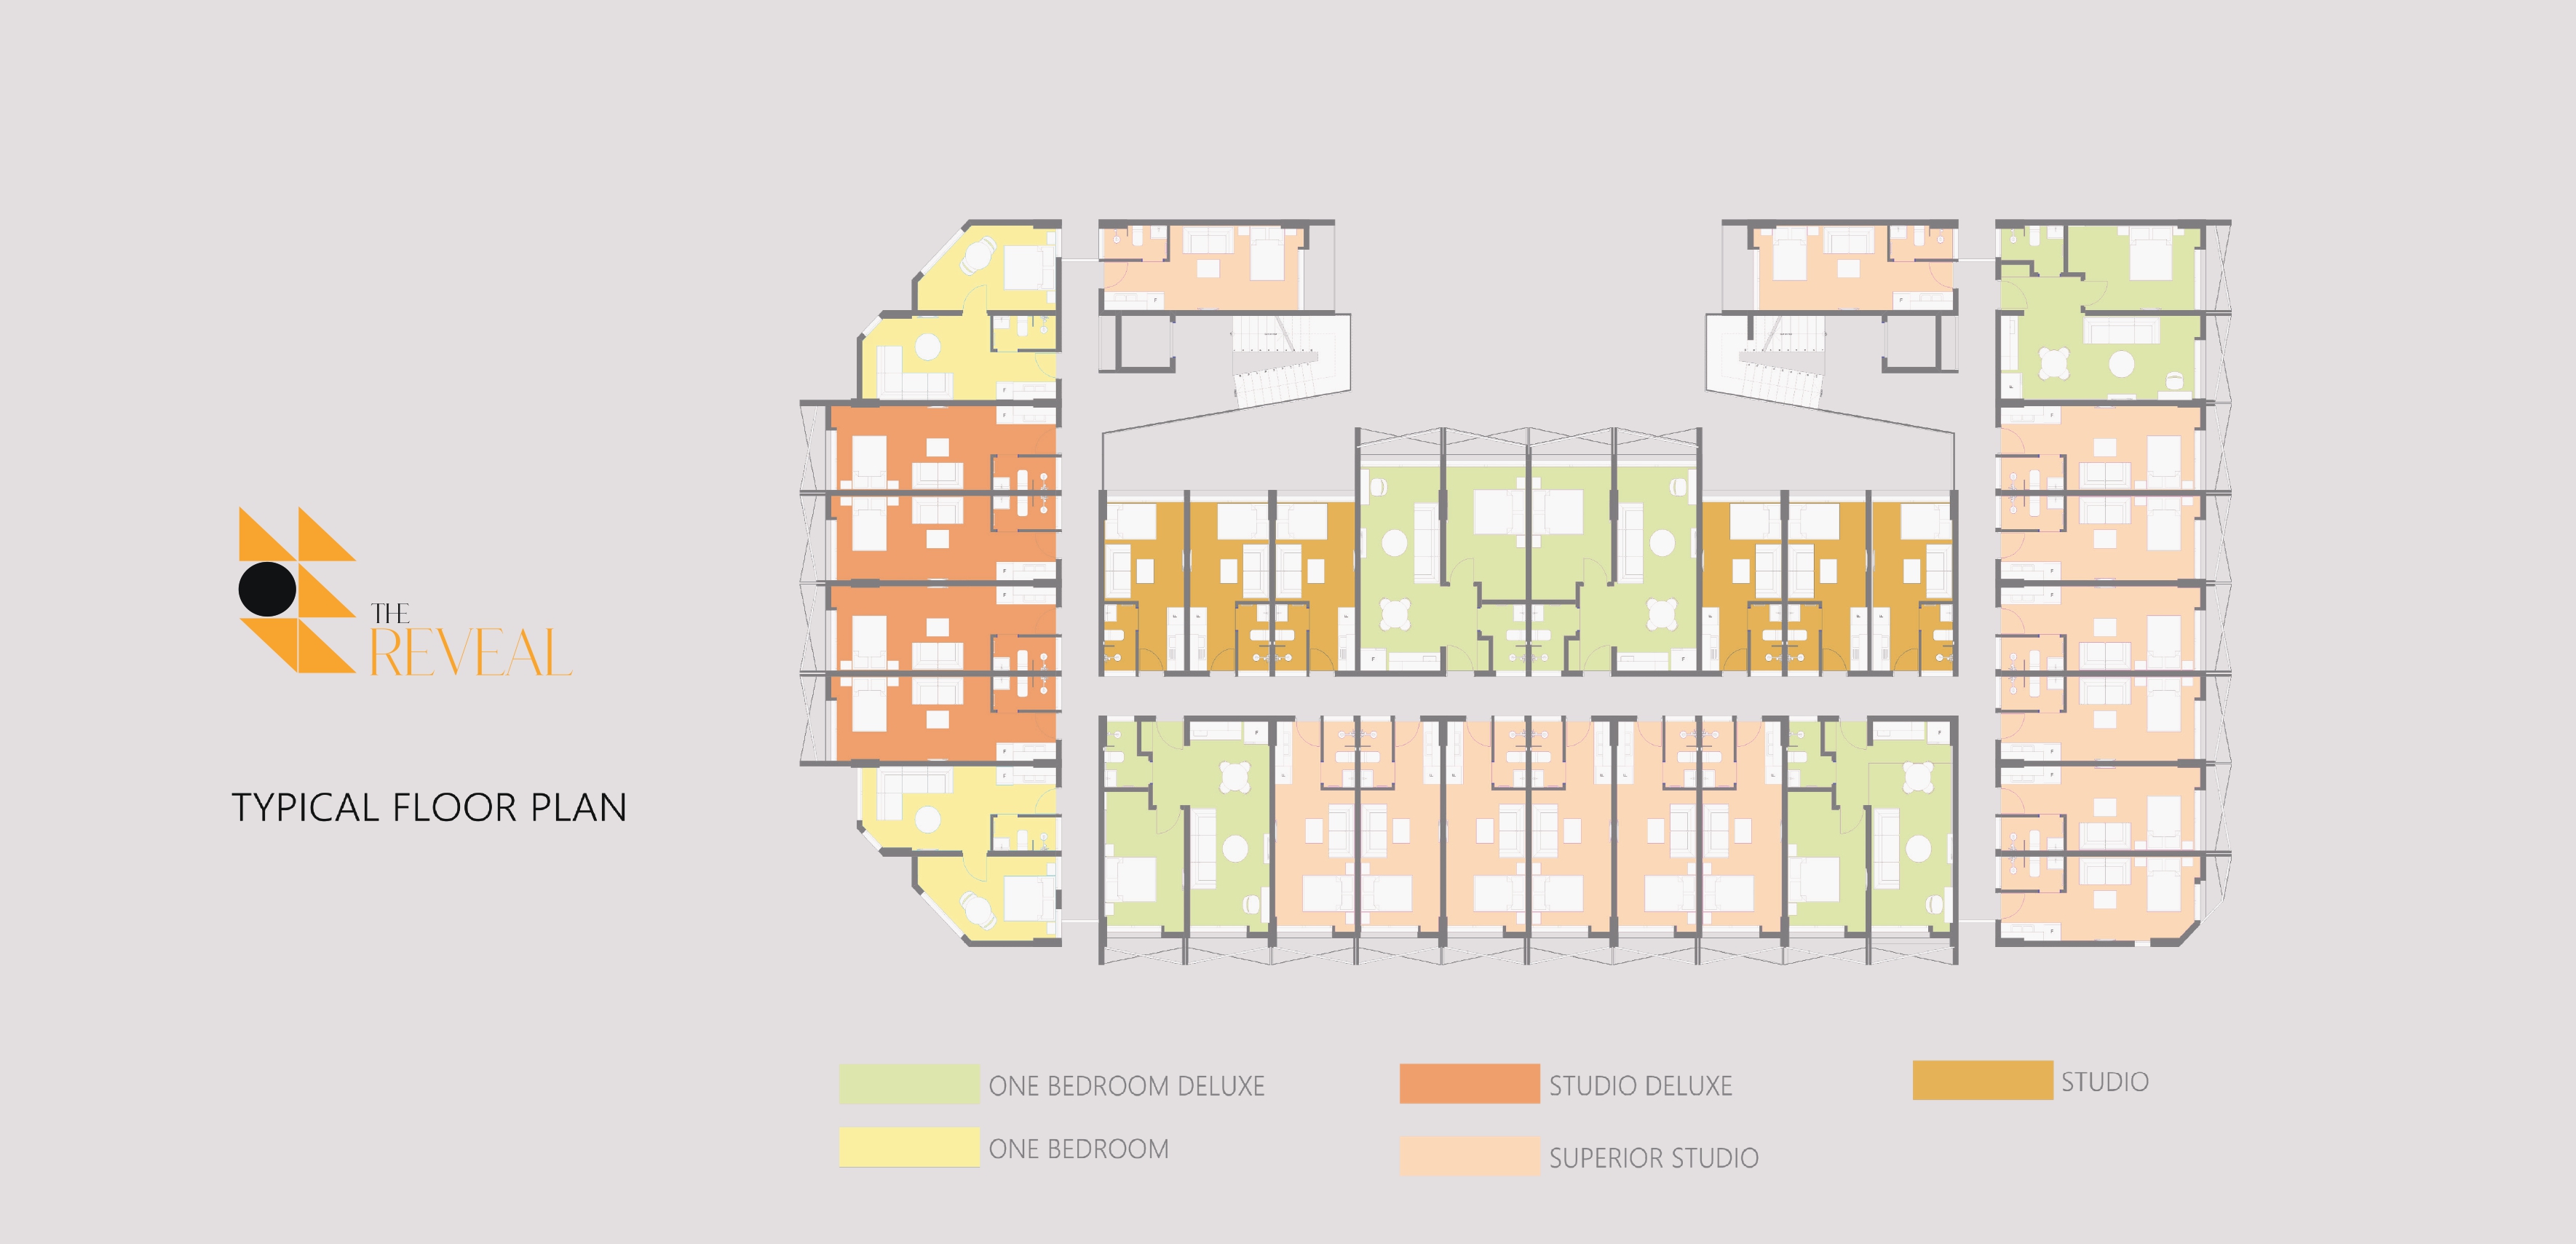 THE
REVEAL
TYPICAL FLOOR PLAN
ONE BEDROOM DELUXE
STUDIO DELUXE
STUDIO
ONE BEDROOM
SUPERIOR STUDIO